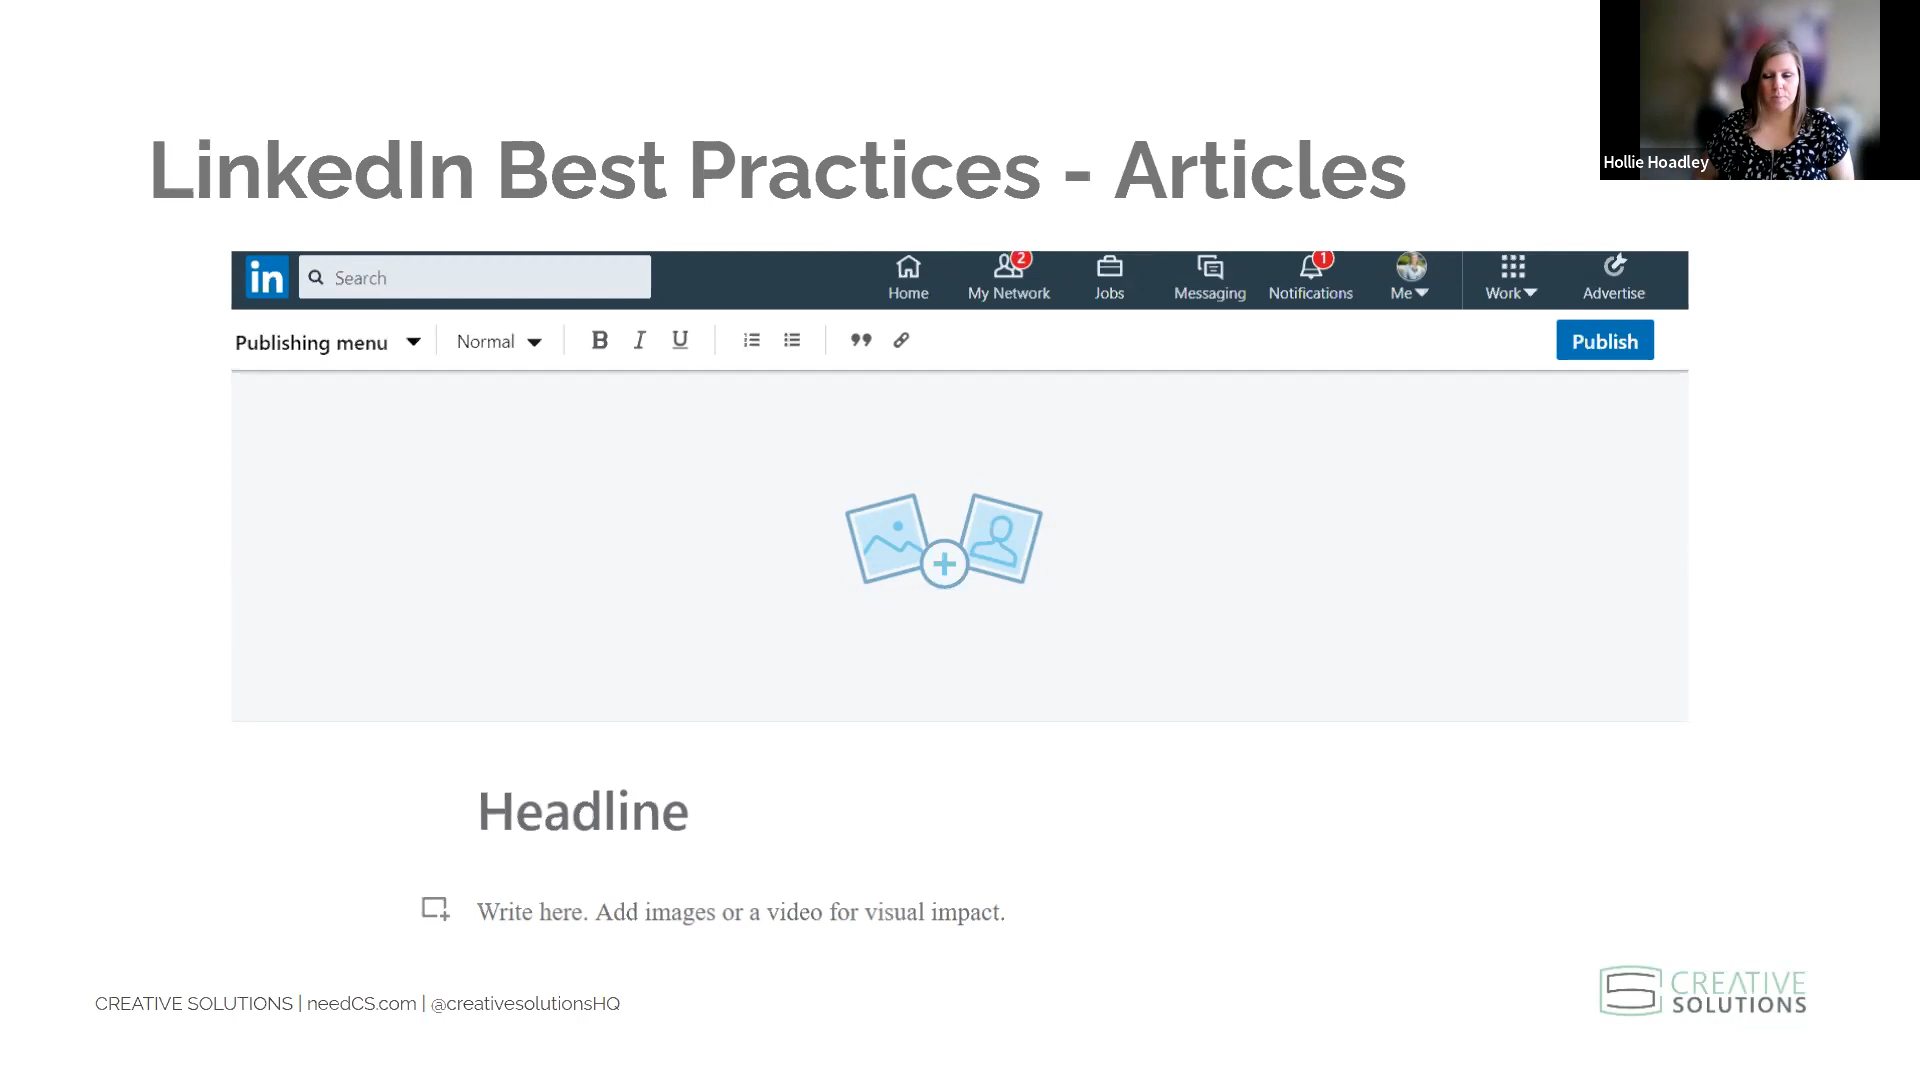 Hollie Hoadley
LinkedIn Best Practices - Articles
in Search 2 1
Home My Network Jobs Messaging Notifications Me Work Advertise
Publishing menu Normal B I U Publish
Headline
Write here. Add images or a video for visual impact.
CREATIVE SOLUTIONS | needCS.com | @creativesolutionsHQ
CREATIVE
SOLUTIONS